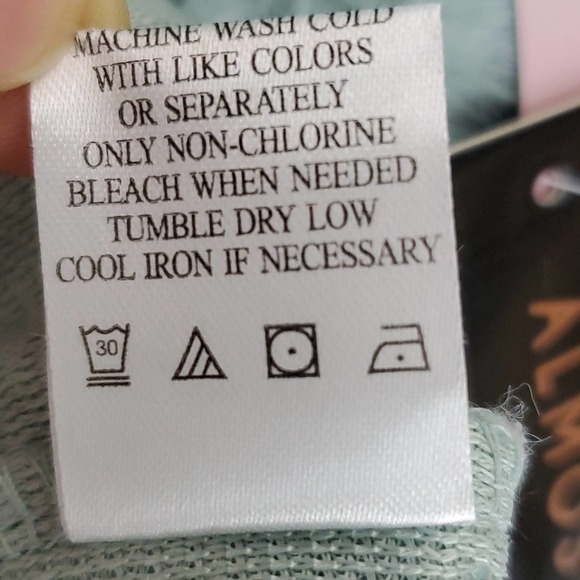 MACHINE WASH COLD
WITH LIKE COLORS
OR SEPARATELY
ONLY NON-CHLORINE
BLEACH WHEN NEEDED
TUMBLE DRY LOW
COOL IRON IF NECESSARY
30
ALMOS